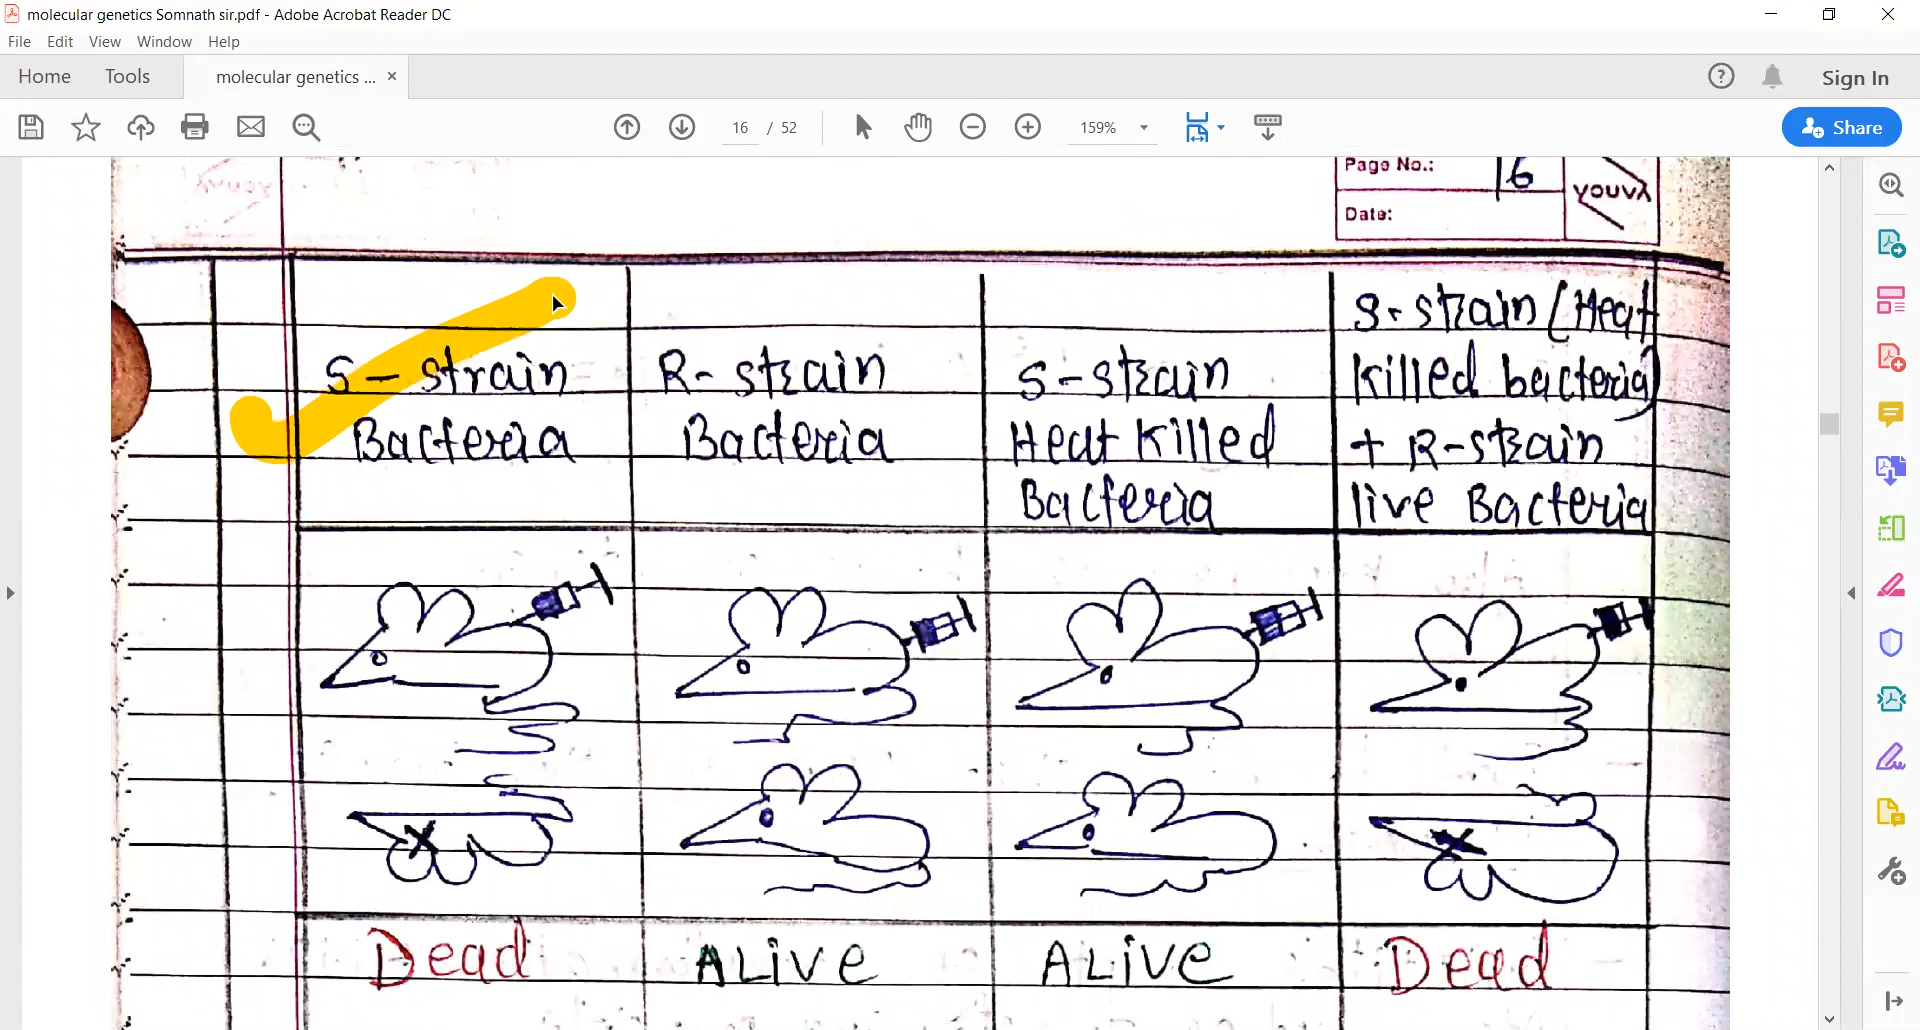 molecular genetics Somnath sir.pdf - Adobe Acrobat Reader DC
File Edit View Window Help
Home Tools molecular genetics ... ×
Sign In
16 / 52
159%
Share
Page No.: 16
Date:
YOUVA
S-strain
Bacteria
R-strain
Bacteria
S-strain
Heat Killed
Bacteria
S-strain (Heat
Killed bacteria)
+ R-strain
live Bacteria
Dead
ALive
ALive
Dead